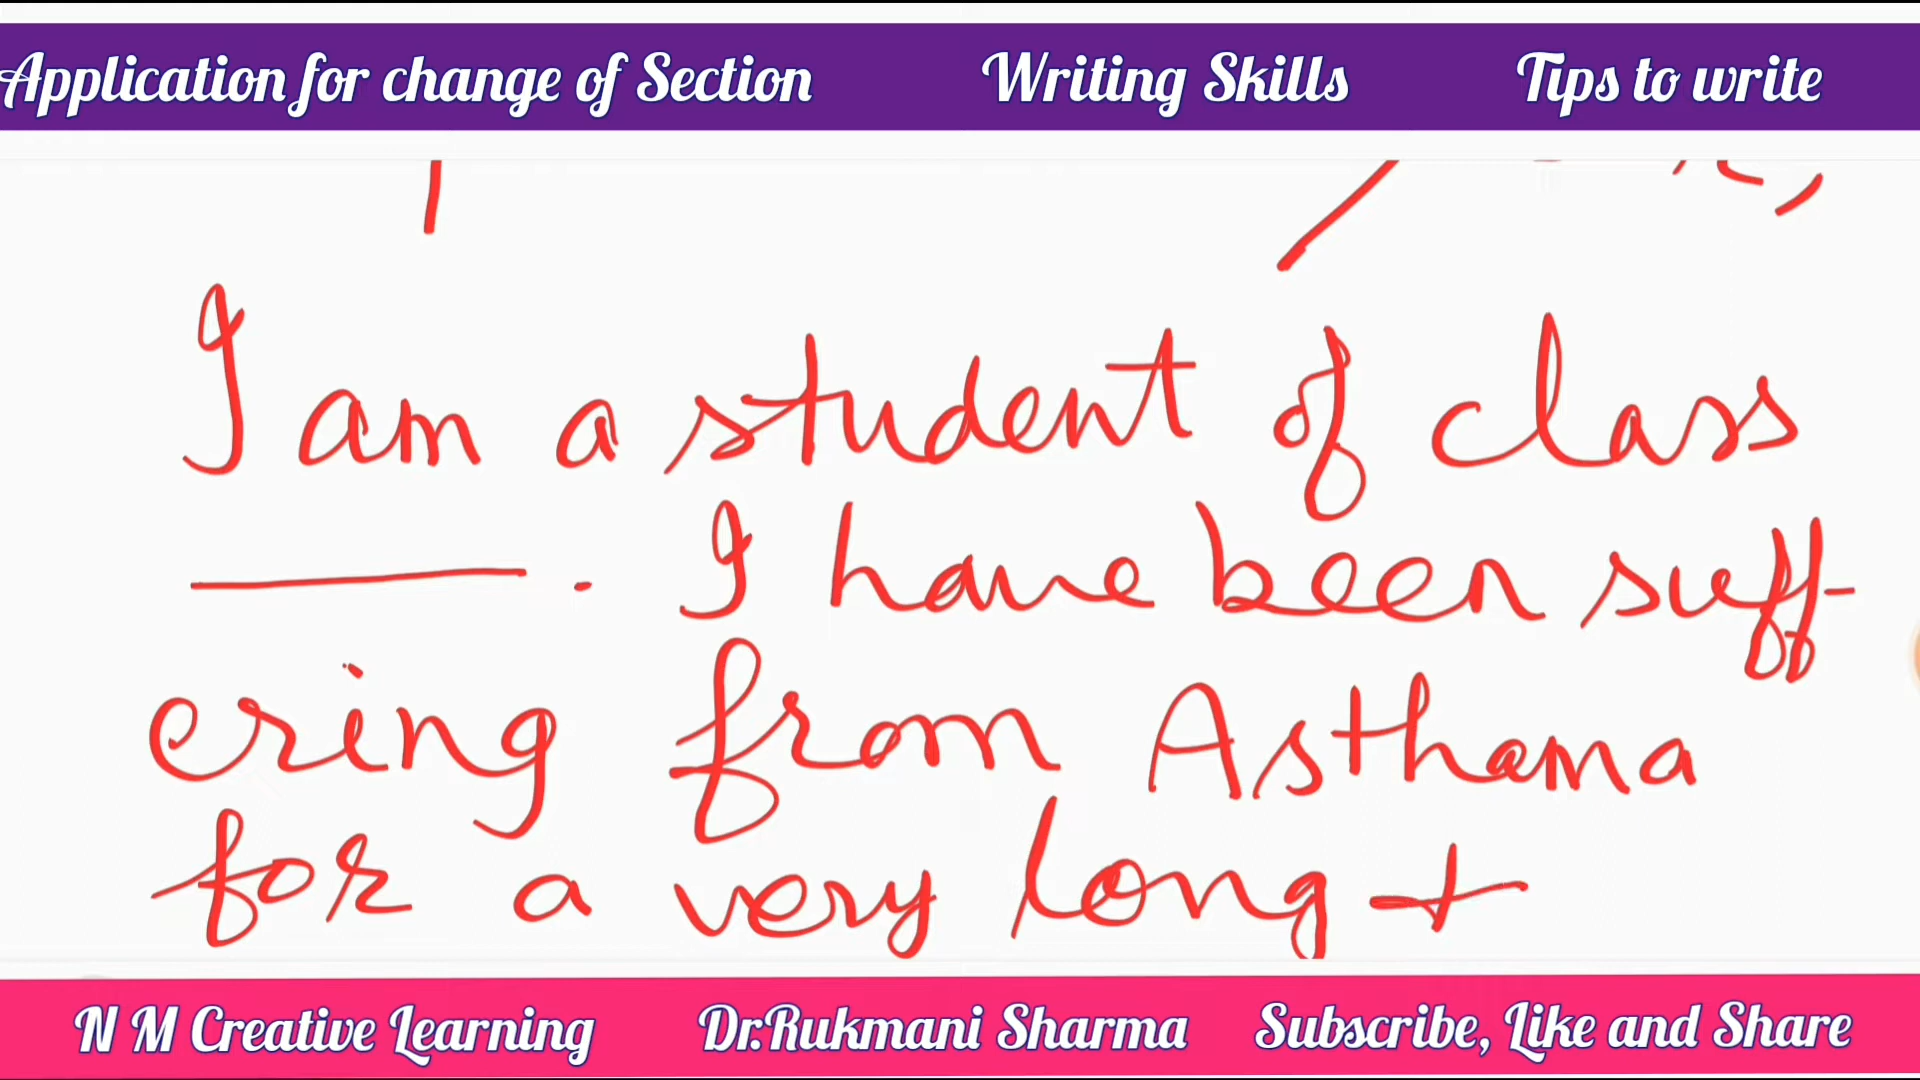 Application for change of Section Writing Skills Tips to write
I am a student of class
______. I have been suff-
ering from Asthama
for a very long t
N M Creative Learning Dr.Rukmani Sharma Subscribe, Like and Share